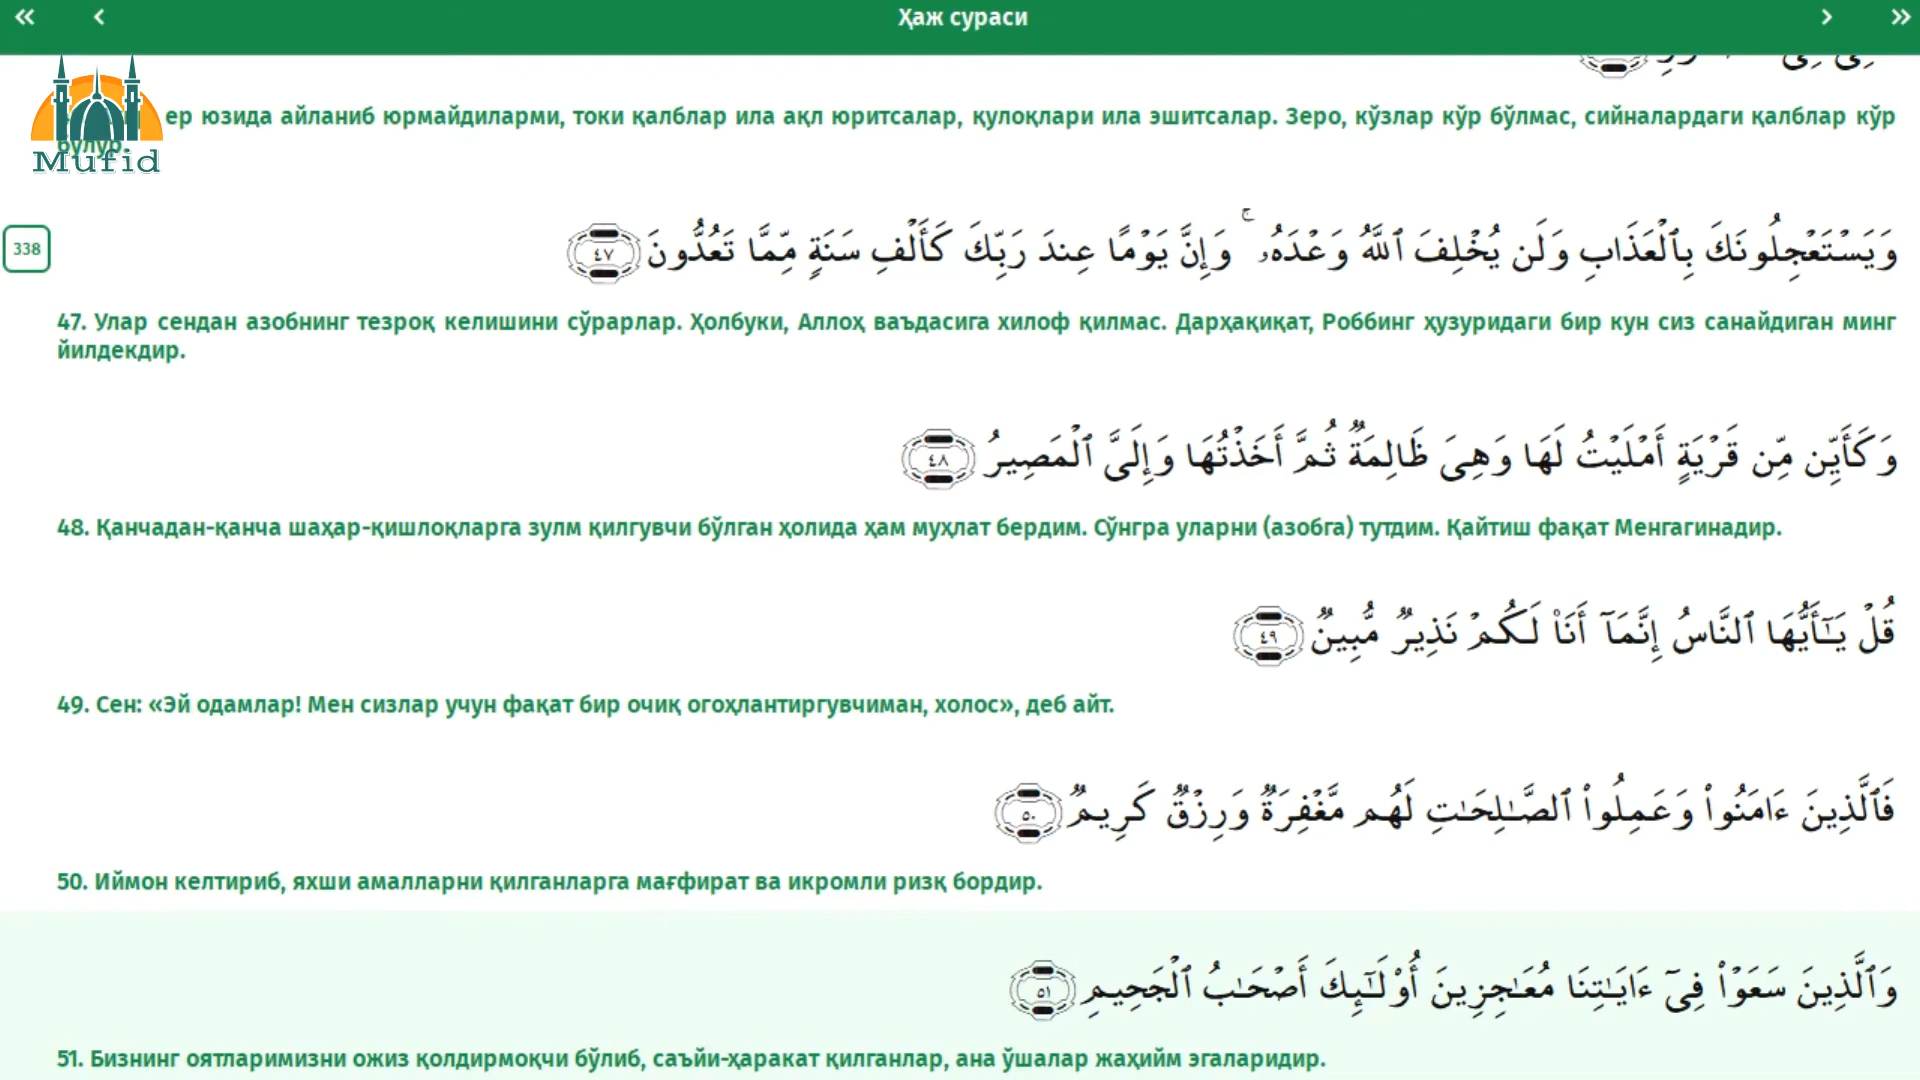 Ҳаж сураси
ер юзида айланиб юрмайдиларми, токи қалблар ила ақл юритсалар, қулоқлари ила эшитсалар. Зеро, кўзлар кўр бўлмас, сийналардаги қалблар кўр
бўлур.
Mufid
338
وَيَسْتَعْجِلُونَكَ بِٱلْعَذَابِ وَلَن يُخْلِفَ ٱللَّهُ وَعْدَهُۥ ۚ وَإِنَّ يَوْمًا عِندَ رَبِّكَ كَأَلْفِ سَنَةٍ مِّمَّا تَعُدُّونَ ٤٧
47. Улар сендан азобнинг тезроқ келишини сўрарлар. Ҳолбуки, Аллоҳ ваъдасига хилоф қилмас. Дарҳақиқат, Роббинг ҳузуридаги бир кун сиз санайдиган минг
йилдекдир.
وَكَأَيِّن مِّن قَرْيَةٍ أَمْلَيْتُ لَهَا وَهِىَ ظَالِمَةٌ ثُمَّ أَخَذْتُهَا وَإِلَىَّ ٱلْمَصِيرُ ٤٨
48. Қанчадан-қанча шаҳар-қишлоқларга зулм қилгувчи бўлган ҳолида ҳам муҳлат бердим. Сўнгра уларни (азобга) тутдим. Қайтиш фақат Менгагинадир.
قُلْ يَـٰٓأَيُّهَا ٱلنَّاسُ إِنَّمَآ أَنَا۠ لَكُمْ نَذِيرٌ مُّبِينٌ ٤٩
49. Сен: «Эй одамлар! Мен сизлар учун фақат бир очиқ огоҳлантиргувчиман, холос», деб айт.
فَٱلَّذِينَ ءَامَنُوا۟ وَعَمِلُوا۟ ٱلصَّـٰلِحَـٰتِ لَهُم مَّغْفِرَةٌ وَرِزْقٌ كَرِيمٌ ٥٠
50. Иймон келтириб, яхши амалларни қилганларга мағфират ва икромли ризқ бордир.
وَٱلَّذِينَ سَعَوْا۟ فِىٓ ءَايَـٰتِنَا مُعَـٰجِزِينَ أُو۟لَـٰٓئِكَ أَصْحَـٰبُ ٱلْجَحِيمِ ٥١
51. Бизнинг оятларимизни ожиз қолдирмоқчи бўлиб, саъйи-ҳаракат қилганлар, ана ўшалар жаҳийм эгаларидир.